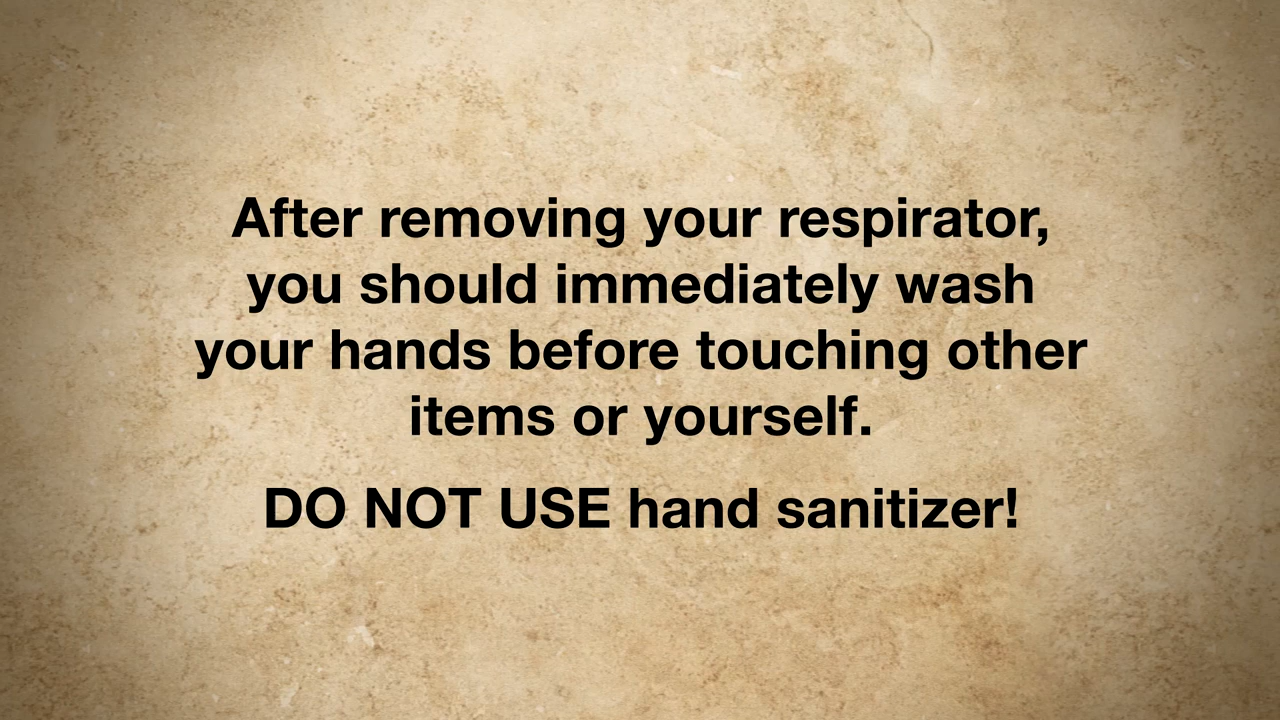 After removing your respirator,
you should immediately wash
your hands before touching other
items or yourself.
DO NOT USE hand sanitizer!